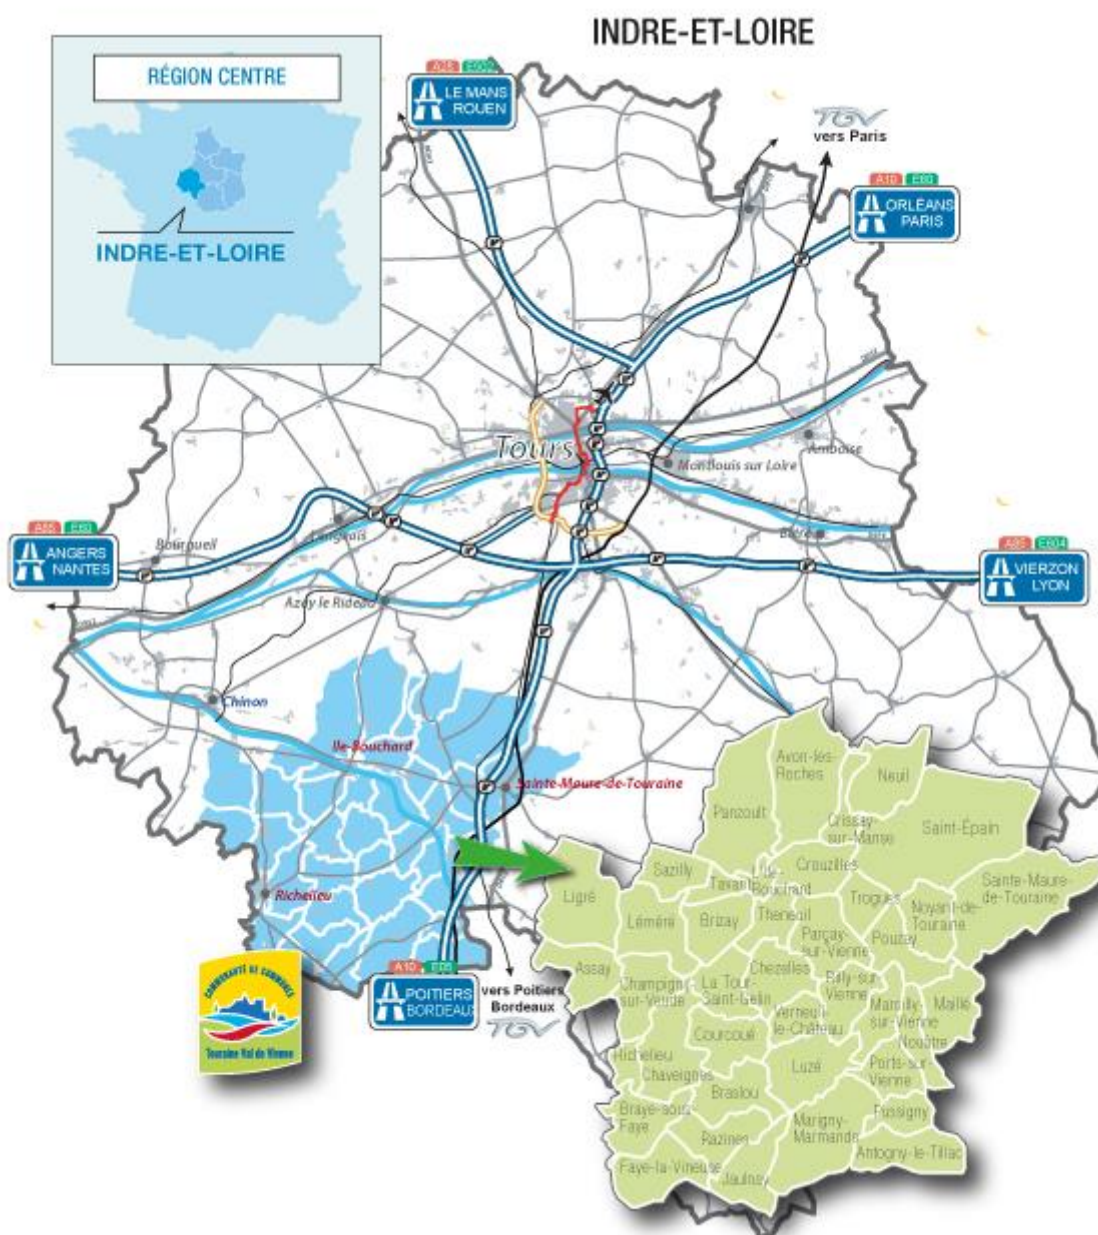 INDRE-ET-LOIRE
RÉGION CENTRE
INDRE-ET-LOIRE
A28
LE MANS
ROUEN
TGV
vers Paris
A10 E60
ORLÉANS
PARIS
Tours
Amboise
Montlouis sur Loire
A85 E60
ANGERS
NANTES
Bourgueil
Langeais
Bléré
A85 E604
VIERZON
LYON
Azay le Rideau
Chinon
Ile-Bouchard
Sainte-Maure-de-Touraine
Richelieu
COMMUNAUTÉ DE COMMUNES
Touraine Val de Vienne
A10 E05
POITIERS
BORDEAUX
vers Poitiers
Bordeaux
TGV
Avon-les-
Roches
Neuil
Panzoult
Crissay
-sur-Manse
Saint-Épain
Ligré
Sazilly
Tavant
L'Ile-
Bouchard
Crouzilles
Trogues
Sainte-Maure-
de-Touraine
Noyant-de-
Touraine
Léméré
Brizay
Theneuil
Parçay-
sur-Vienne
Pouzay
Assay
Champigny-
sur-Veude
La Tour-
Saint-Gelin
Chezelles
Rilly-sur-
Vienne
Verneuil-
le-Château
Marcilly-
sur-Vienne
Maillé
Nouâtre
Courcoué
Richelieu
Chaveignes
Luzé
Ports-sur-
Vienne
Braslou
Braye-sous-
Faye
Razines
Marigny-
Marmande
Pussigny
Antogny-le-Tillac
Faye-la-Vineuse
Jaulnay